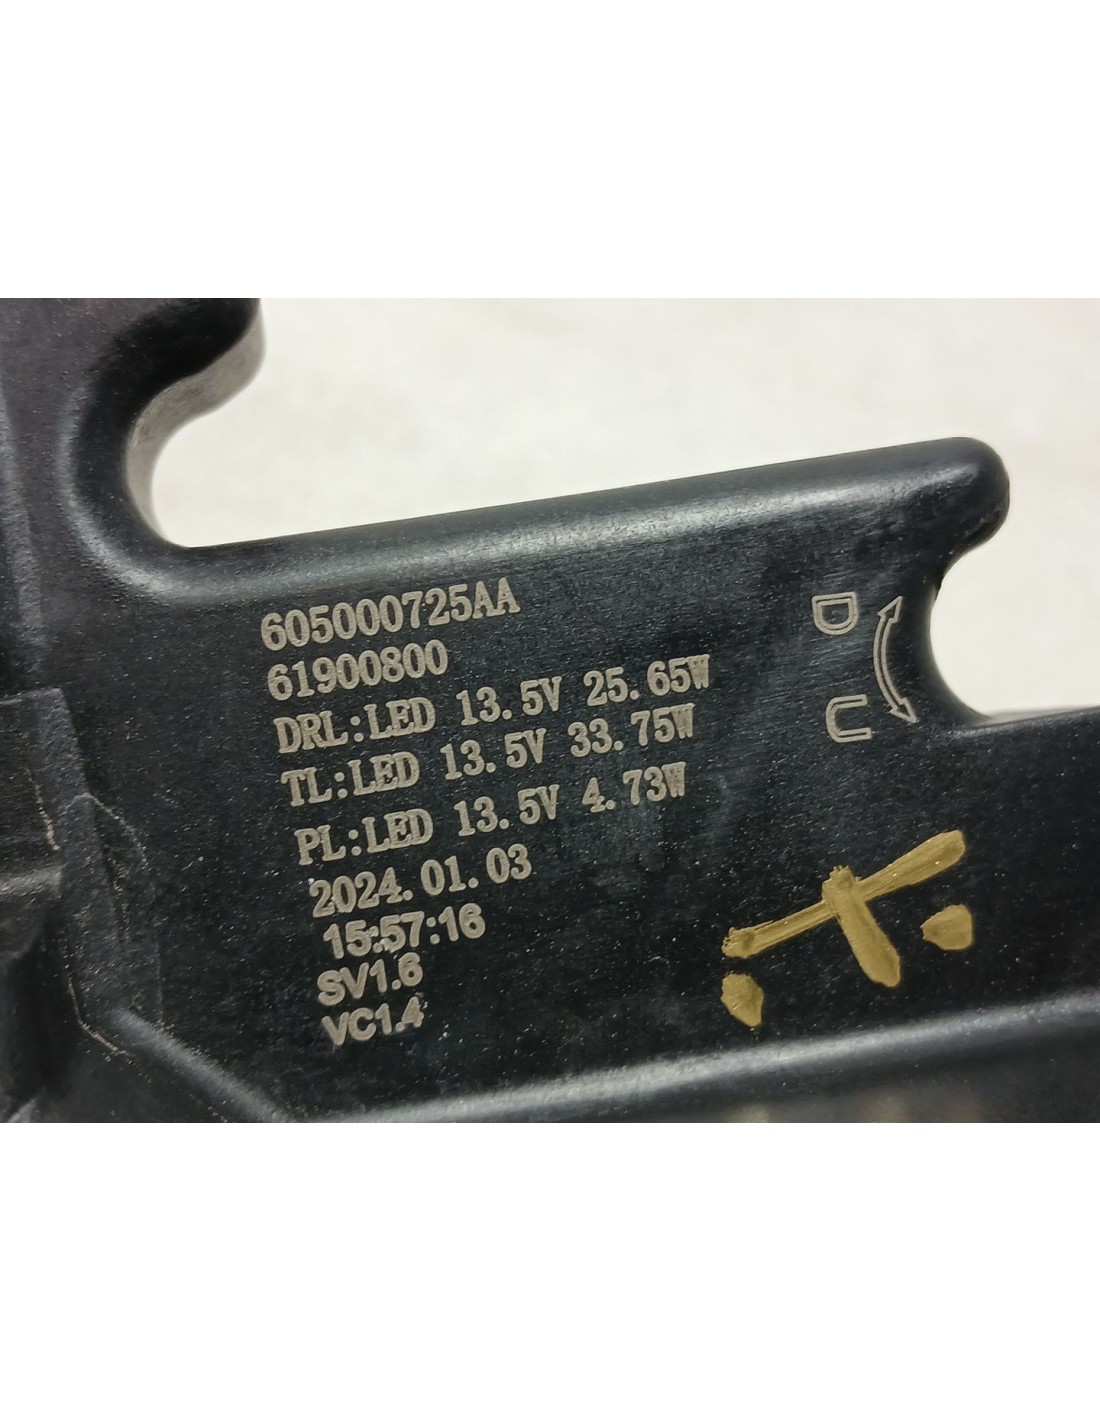 605000725AA
61900800
DRL:LED 13.5V 25.65W
TL:LED 13.5V 33.75W
PL:LED 13.5V 4.73W
2024.01.03
15:57:16
SV1.6
VC1.4
D
U